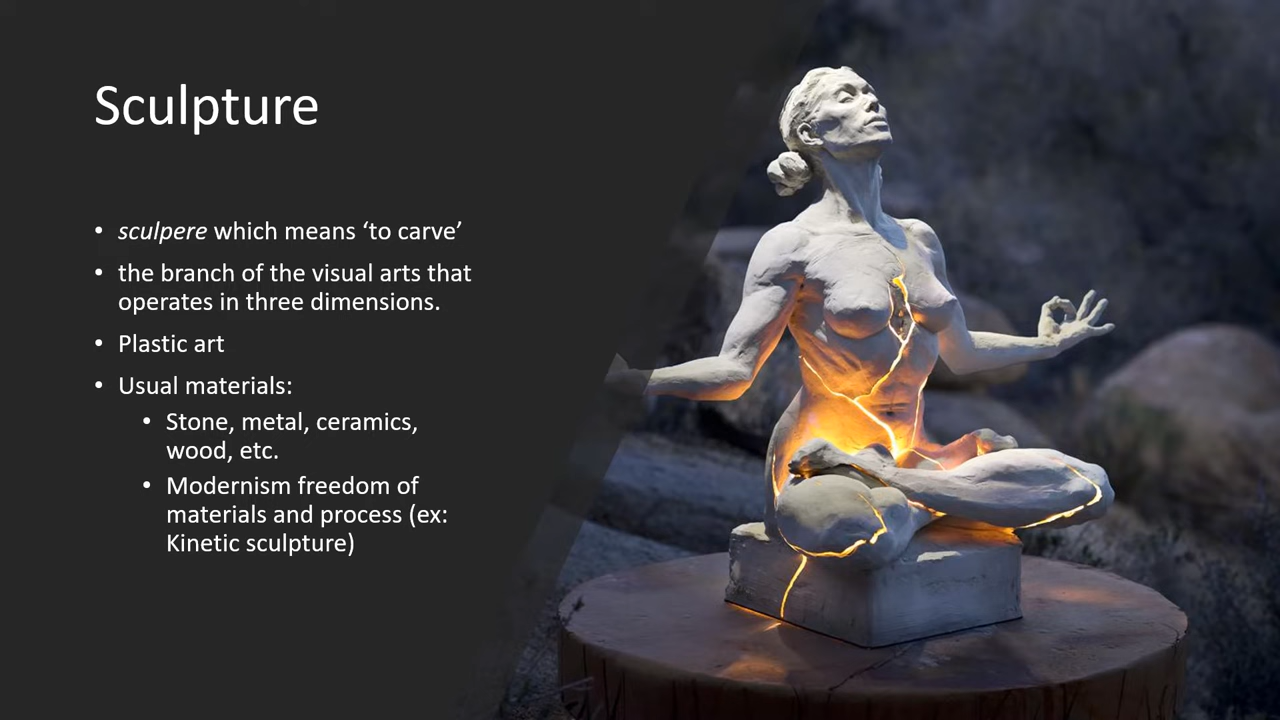 Sculpture
• sculpere which means ‘to carve’
• the branch of the visual arts that
operates in three dimensions.
• Plastic art
• Usual materials:
• Stone, metal, ceramics,
wood, etc.
• Modernism freedom of
materials and process (ex:
Kinetic sculpture)